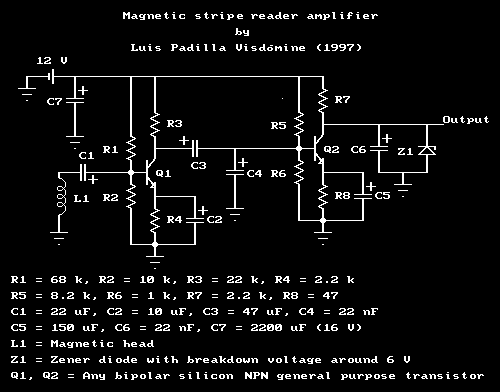 Magnetic stripe reader amplifier
by
Luis Padilla Visdómine (1997)
12 V
C7
R1
R3
R5
R7
Output
C1
L1
R2
Q1
C3
C4
R6
Q2
C6
Z1
R4
C2
R8
C5
R1 = 68 k, R2 = 10 k, R3 = 22 k, R4 = 2.2 k
R5 = 8.2 k, R6 = 1 k, R7 = 2.2 k, R8 = 47
C1 = 22 uF, C2 = 10 uF, C3 = 47 uF, C4 = 22 nF
C5 = 150 uF, C6 = 22 nF, C7 = 2200 uF (16 V)
L1 = Magnetic head
Z1 = Zener diode with breakdown voltage around 6 V
Q1, Q2 = Any bipolar silicon NPN general purpose transistor